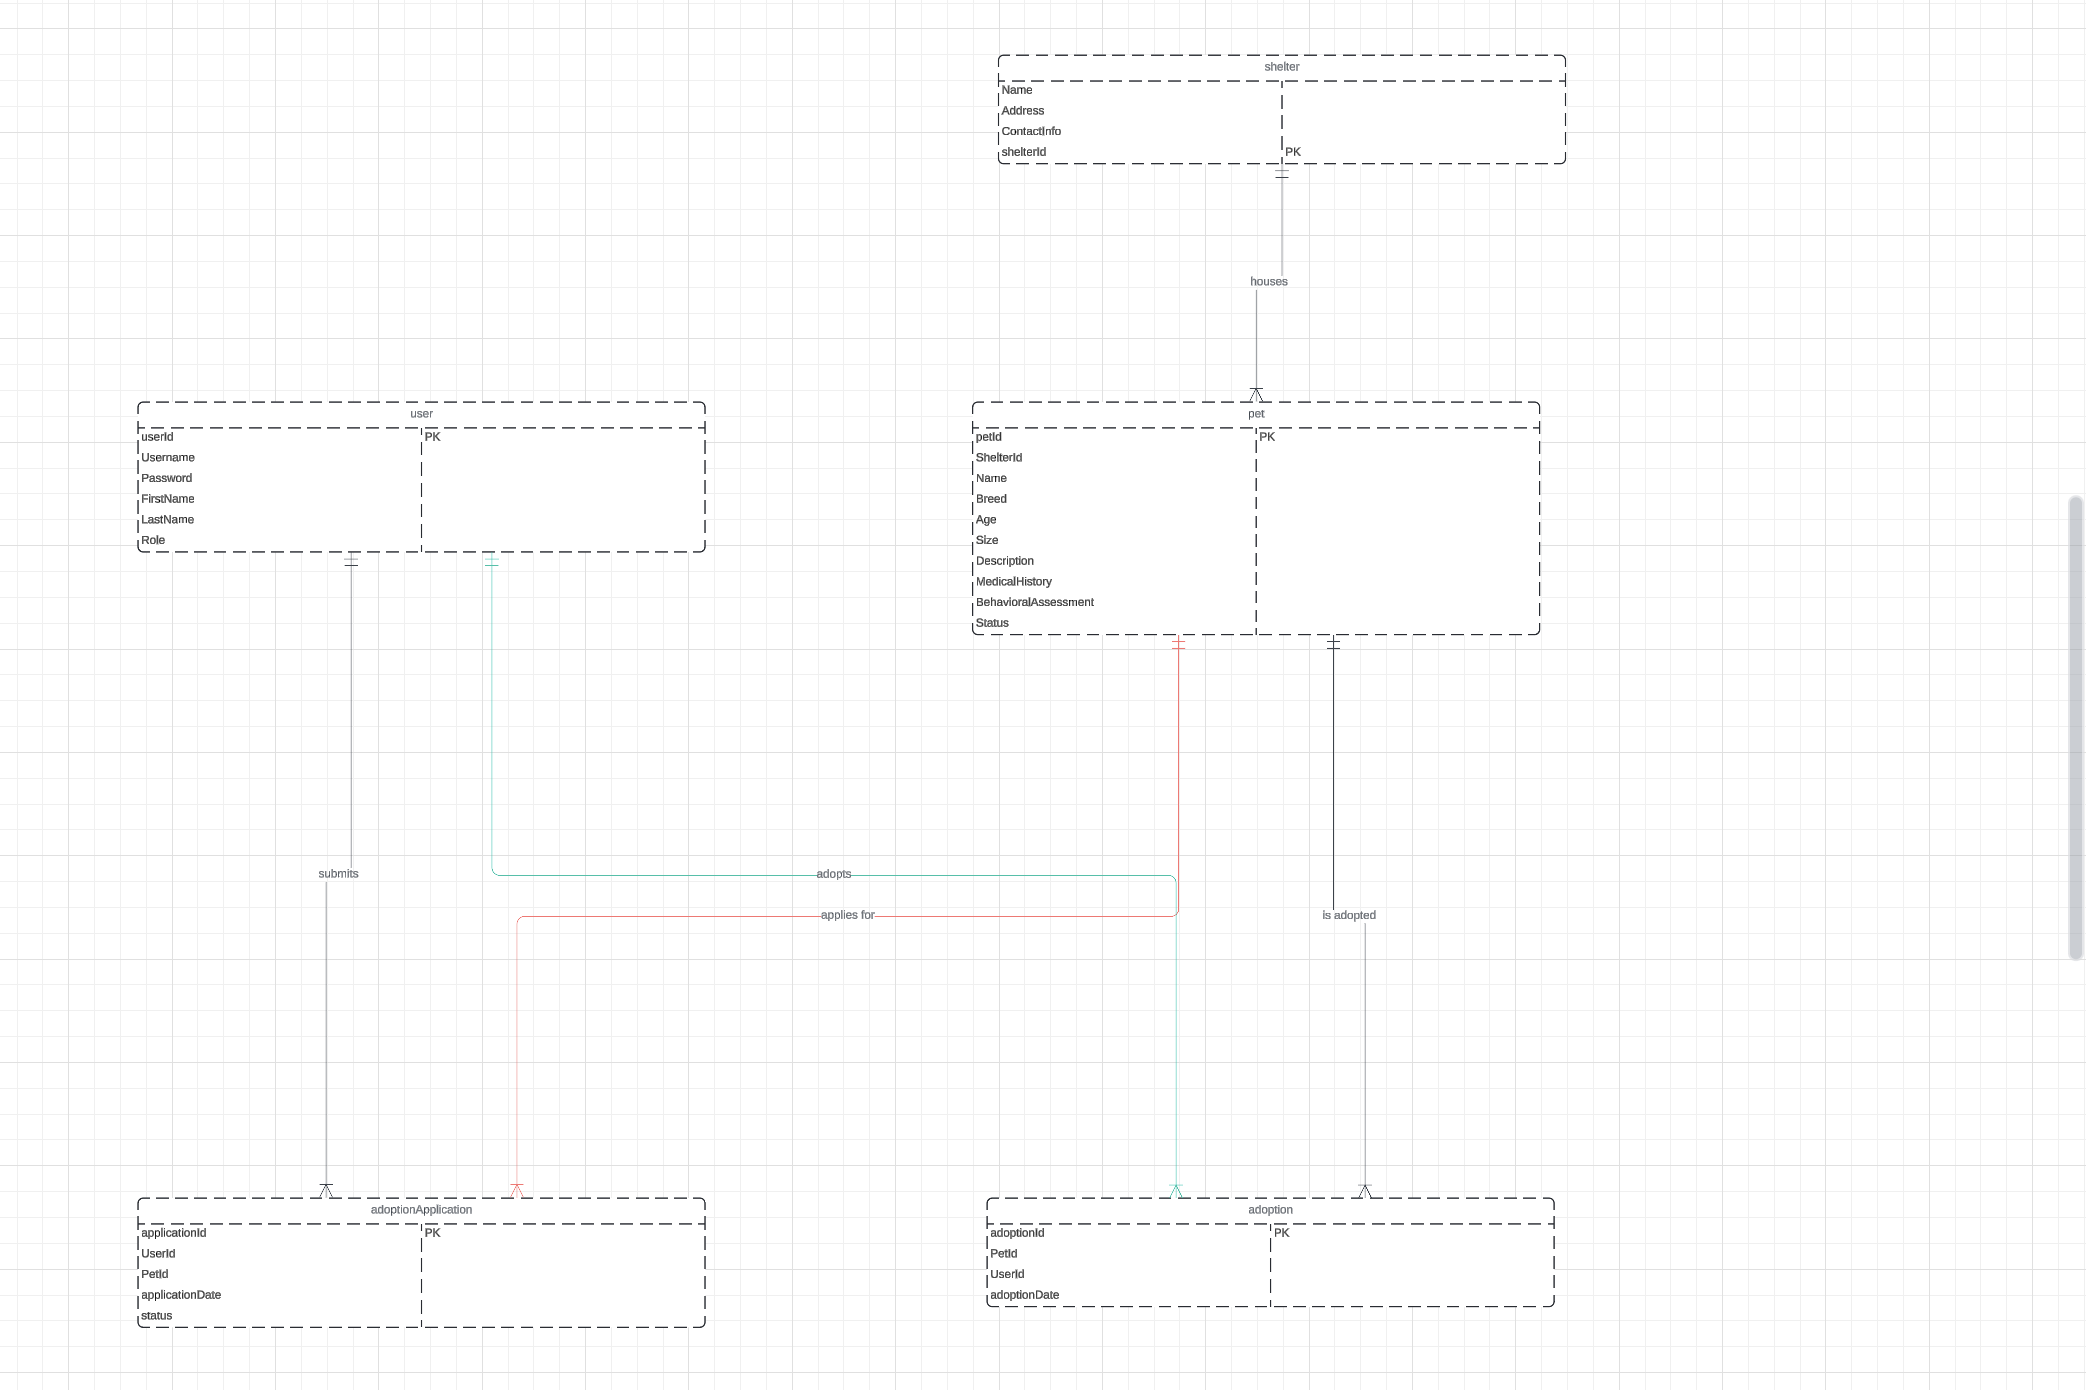 shelter
Name
Address
ContactInfo
shelterId PK
houses
user
userId PK
Username
Password
FirstName
LastName
Role
pet
petId PK
ShelterId
Name
Breed
Age
Size
Description
MedicalHistory
BehavioralAssessment
Status
submits
adopts
applies for
is adopted
adoptionApplication
applicationId PK
UserId
PetId
applicationDate
status
adoption
adoptionId PK
PetId
UserId
adoptionDate